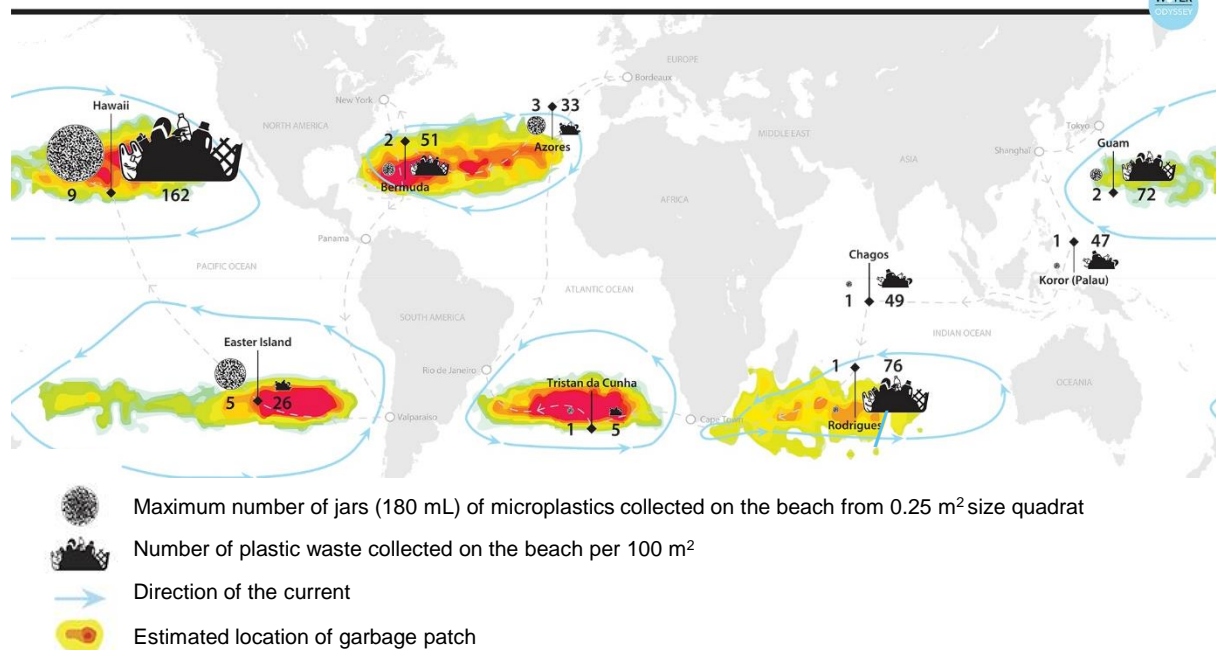 WATER
ODYSSEY
EUROPE
Bordeaux
Hawaii
New York
3 33
NORTH AMERICA
2 51
Azores
MIDDLE EAST
Tokyo
ASIA
Shanghaï
Guam
Bermuda
9 162
2 72
AFRICA
Panama
Chagos
1 47
PACIFIC OCEAN
Koror (Palau)
ATLANTIC OCEAN
1 49
SOUTH AMERICA
INDIAN OCEAN
Easter Island
Rio de Janeiro
1 76
OCEANIA
Tristan da Cunha
5 26
Valparaiso
Cape Town
Rodrigues
1 5
Maximum number of jars (180 mL) of microplastics collected on the beach from 0.25 m² size quadrat
Number of plastic waste collected on the beach per 100 m²
Direction of the current
Estimated location of garbage patch